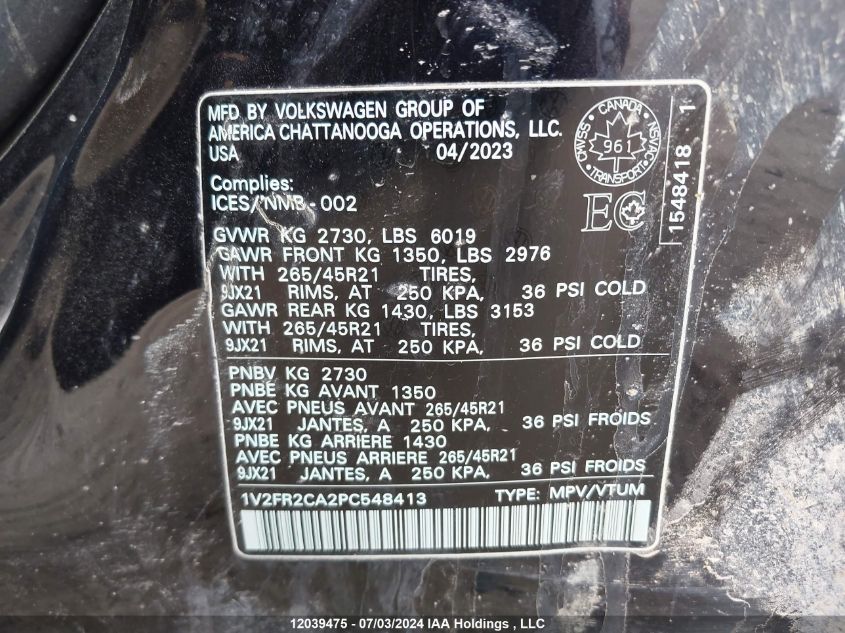 MFD BY VOLKSWAGEN GROUP OF
AMERICA CHATTANOOGA OPERATIONS, LLC.
USA 04/2023
CANADA
SSMKD 961 NSVAC
TRANSPORT
1548418 1
Complies:
ICES/NMB-002
EC
GVWR KG 2730, LBS 6019
GAWR FRONT KG 1350, LBS 2976
WITH 265/45R21 TIRES,
9JX21 RIMS, AT 250 KPA, 36 PSI COLD
GAWR REAR KG 1430, LBS 3153
WITH 265/45R21 TIRES,
9JX21 RIMS, AT 250 KPA, 36 PSI COLD
PNBV KG 2730
PNBE KG AVANT 1350
AVEC PNEUS AVANT 265/45R21
9JX21 JANTES, A 250 KPA, 36 PSI FROIDS
PNBE KG ARRIERE 1430
AVEC PNEUS ARRIERE 265/45R21
9JX21 JANTES, A 250 KPA, 36 PSI FROIDS
1V2FR2CA2PC548413 TYPE: MPV/VTUM
12039475 - 07/03/2024 IAA Holdings , LLC